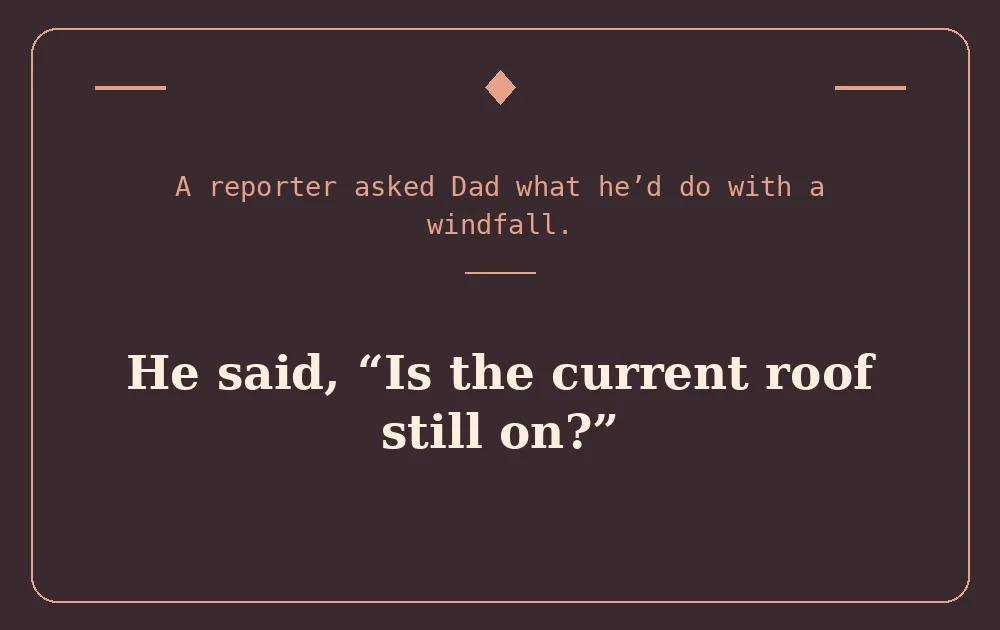 A reporter asked Dad what he’d do with a
windfall.
He said, “Is the current roof
still on?”